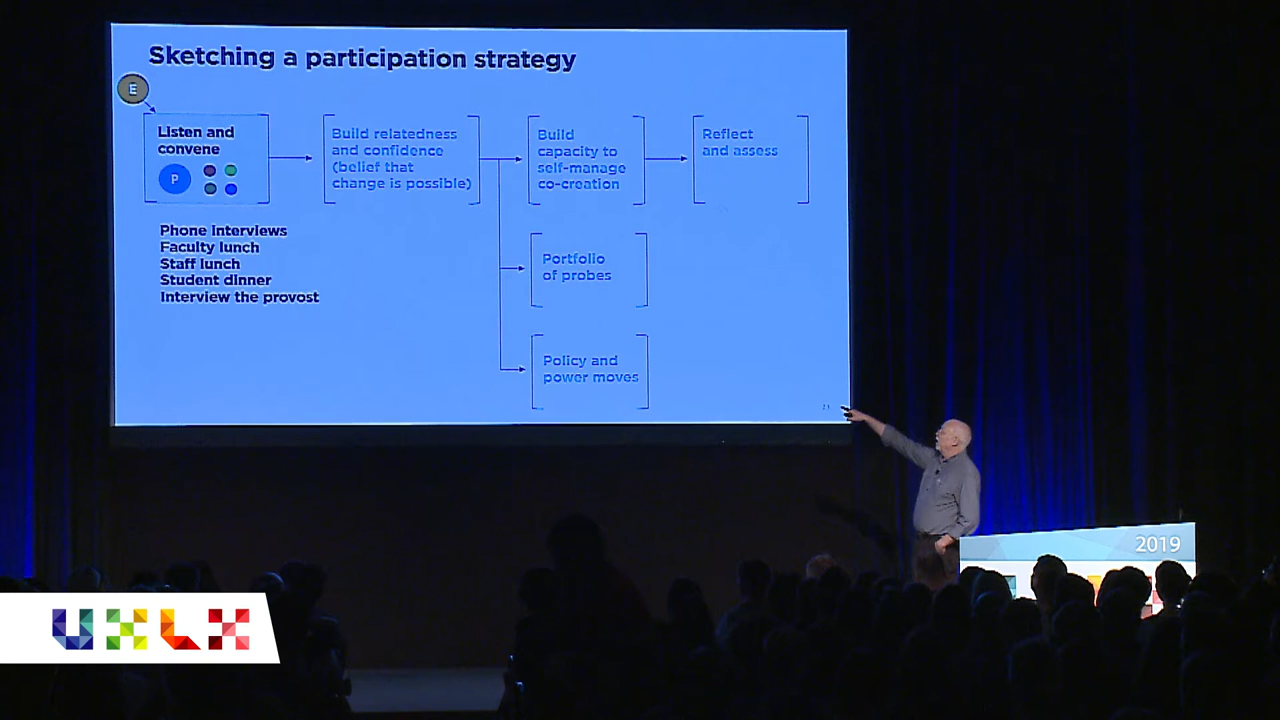 Sketching a participation strategy
E
Listen and
convene
P
Build relatedness
and confidence
(belief that
change is possible)
Build
capacity to
self-manage
co-creation
Reflect
and assess
Phone Interviews
Faculty lunch
Staff lunch
Student dinner
Interview the provost
Portfolio
of probes
Policy and
power moves
2019
UXLX